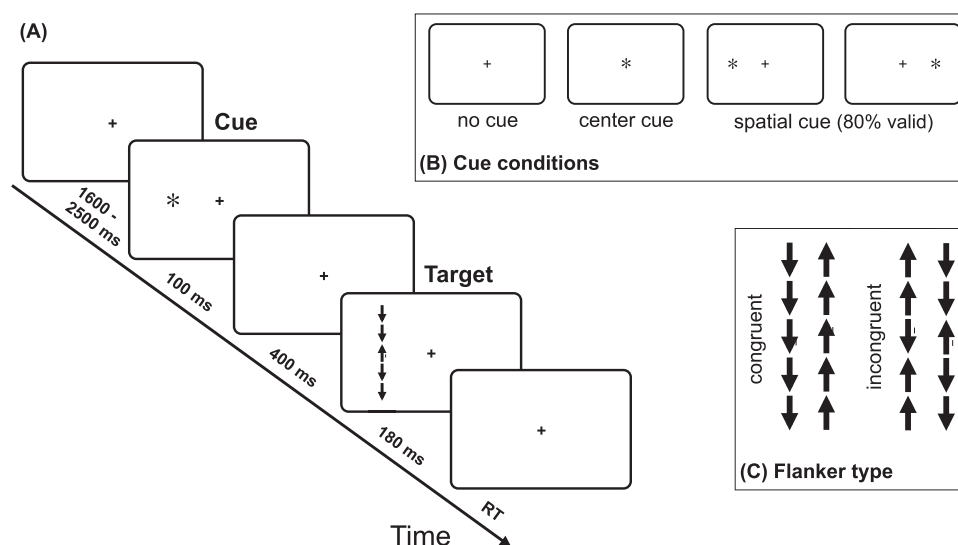 (A)
Cue
Target
1600 -
2500 ms
100 ms
400 ms
180 ms
RT
Time
no cue
center cue
spatial cue (80% valid)
(B) Cue conditions
congruent
incongruent
(C) Flanker type